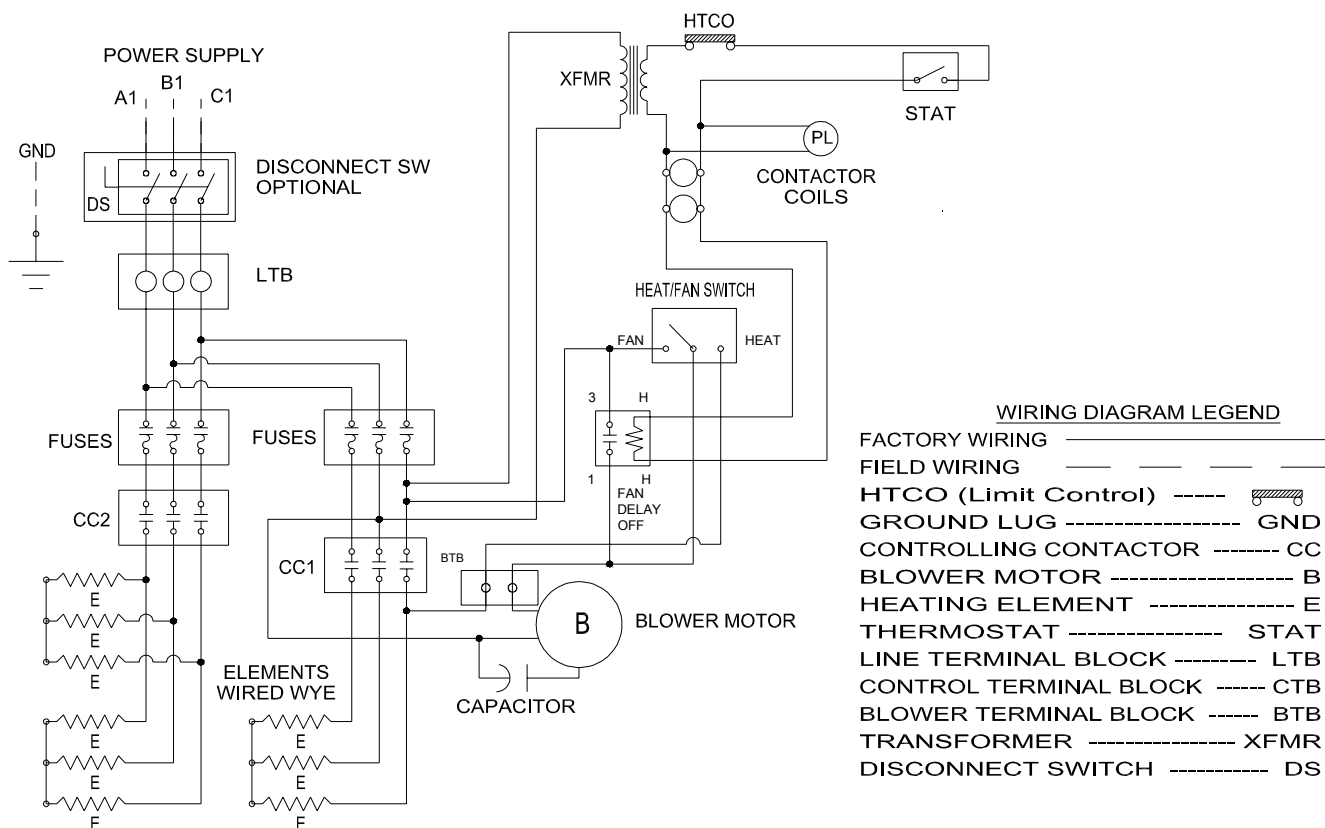 HTCO
POWER SUPPLY
A1 B1 C1
XFMR
STAT
GND
DS
DISCONNECT SW
OPTIONAL
PL
CONTACTOR
COILS
LTB
HEAT/FAN SWITCH
FAN
HEAT
FUSES
FUSES
3 H
1 H
FAN
DELAY
OFF
CC2
CC1
BTB
B
BLOWER MOTOR
CAPACITOR
ELEMENTS
WIRED WYE
E
E
E
E
E
E
E
E
E
WIRING DIAGRAM LEGEND
FACTORY WIRING
FIELD WIRING
HTCO (Limit Control) -----
GROUND LUG ----------------- GND
CONTROLLING CONTACTOR ------- CC
BLOWER MOTOR ------------------- B
HEATING ELEMENT -------------- E
THERMOSTAT --------------- STAT
LINE TERMINAL BLOCK -------- LTB
CONTROL TERMINAL BLOCK ------ CTB
BLOWER TERMINAL BLOCK ----- BTB
TRANSFORMER -------------- XFMR
DISCONNECT SWITCH ------- DS